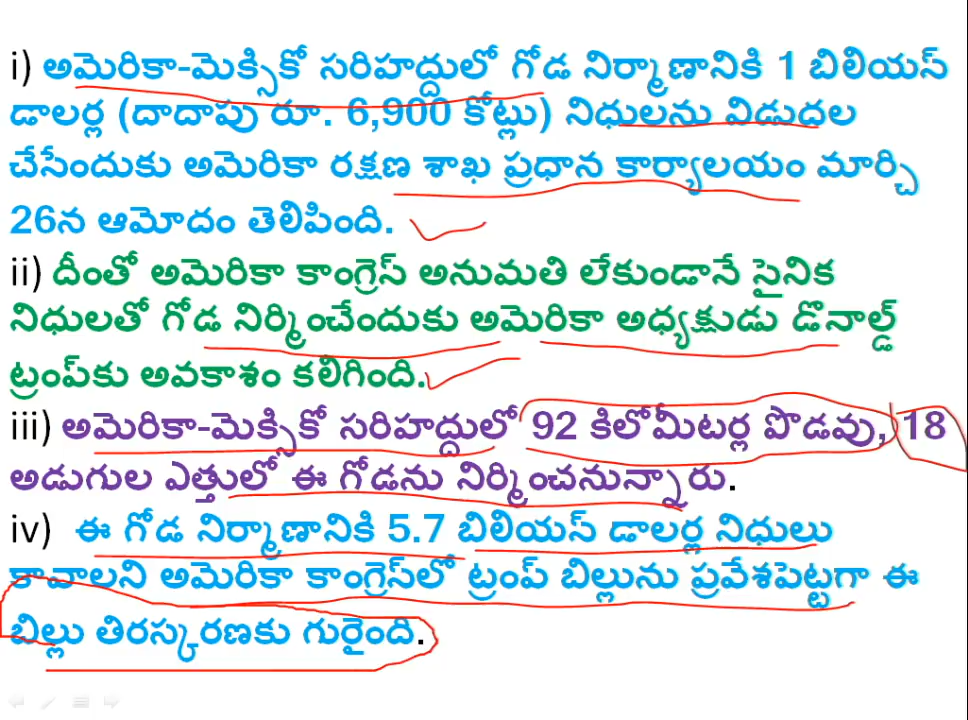 i) అమెరికా-మెక్సికో సరిహద్దులో గోడ నిర్మాణానికి 1 బిలియన్
డాలర్ల (దాదాపు రూ. 6,900 కోట్లు) నిధులను విడుదల
చేసేందుకు అమెరికా రక్షణ శాఖ ప్రధాన కార్యాలయం మార్చి
26న ఆమోదం తెలిపింది.
ii) దీంతో అమెరికా కాంగ్రెస్ అనుమతి లేకుండానే సైనిక
నిధులతో గోడ నిర్మించేందుకు అమెరికా అధ్యక్షుడు డొనాల్డ్
ట్రంప్‌కు అవకాశం కలిగింది.
iii) అమెరికా-మెక్సికో సరిహద్దులో 92 కిలోమీటర్ల పొడవు, 18
అడుగుల ఎత్తులో ఈ గోడను నిర్మించనున్నారు.
iv) ఈ గోడ నిర్మాణానికి 5.7 బిలియన్ డాలర్ల నిధులు
కావాలని అమెరికా కాంగ్రెస్‌లో ట్రంప్ బిల్లును ప్రవేశపెట్టగా ఈ
బిల్లు తిరస్కరణకు గురైంది.